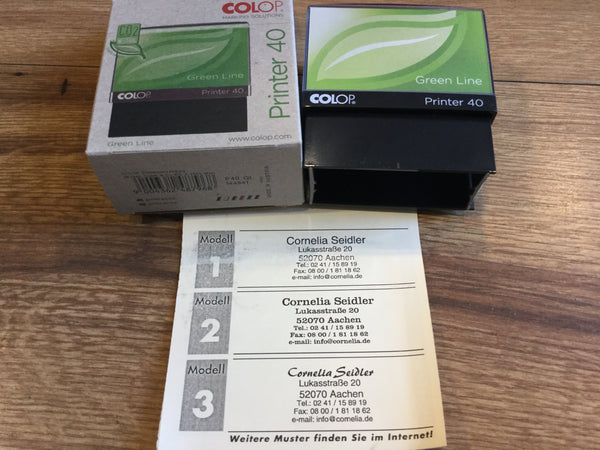 COLOP
MARKING SOLUTIONS
CO2
COLOP
Printer 40
Green Line
Printer 40
www.colop.com
Green Line
COLOP
Printer 40
Modell
1
Cornelia Seidler
Lukasstraße 20
52070 Aachen
Tel.: 02 41 / 15 89 19
Fax: 08 00 / 1 81 18 62
e-mail: info@cornelia.de
Modell
2
Cornelia Seidler
Lukasstraße 20
52070 Aachen
Tel.: 02 41 / 15 89 19
Fax: 08 00 / 1 81 18 62
e-mail: info@cornelia.de
Modell
3
Cornelia Seidler
Lukasstraße 20
52070 Aachen
Tel.: 02 41 / 15 89 19
Fax: 08 00 / 1 81 18 62
e-mail: info@cornelia.de
Weitere Muster finden Sie im Internet!